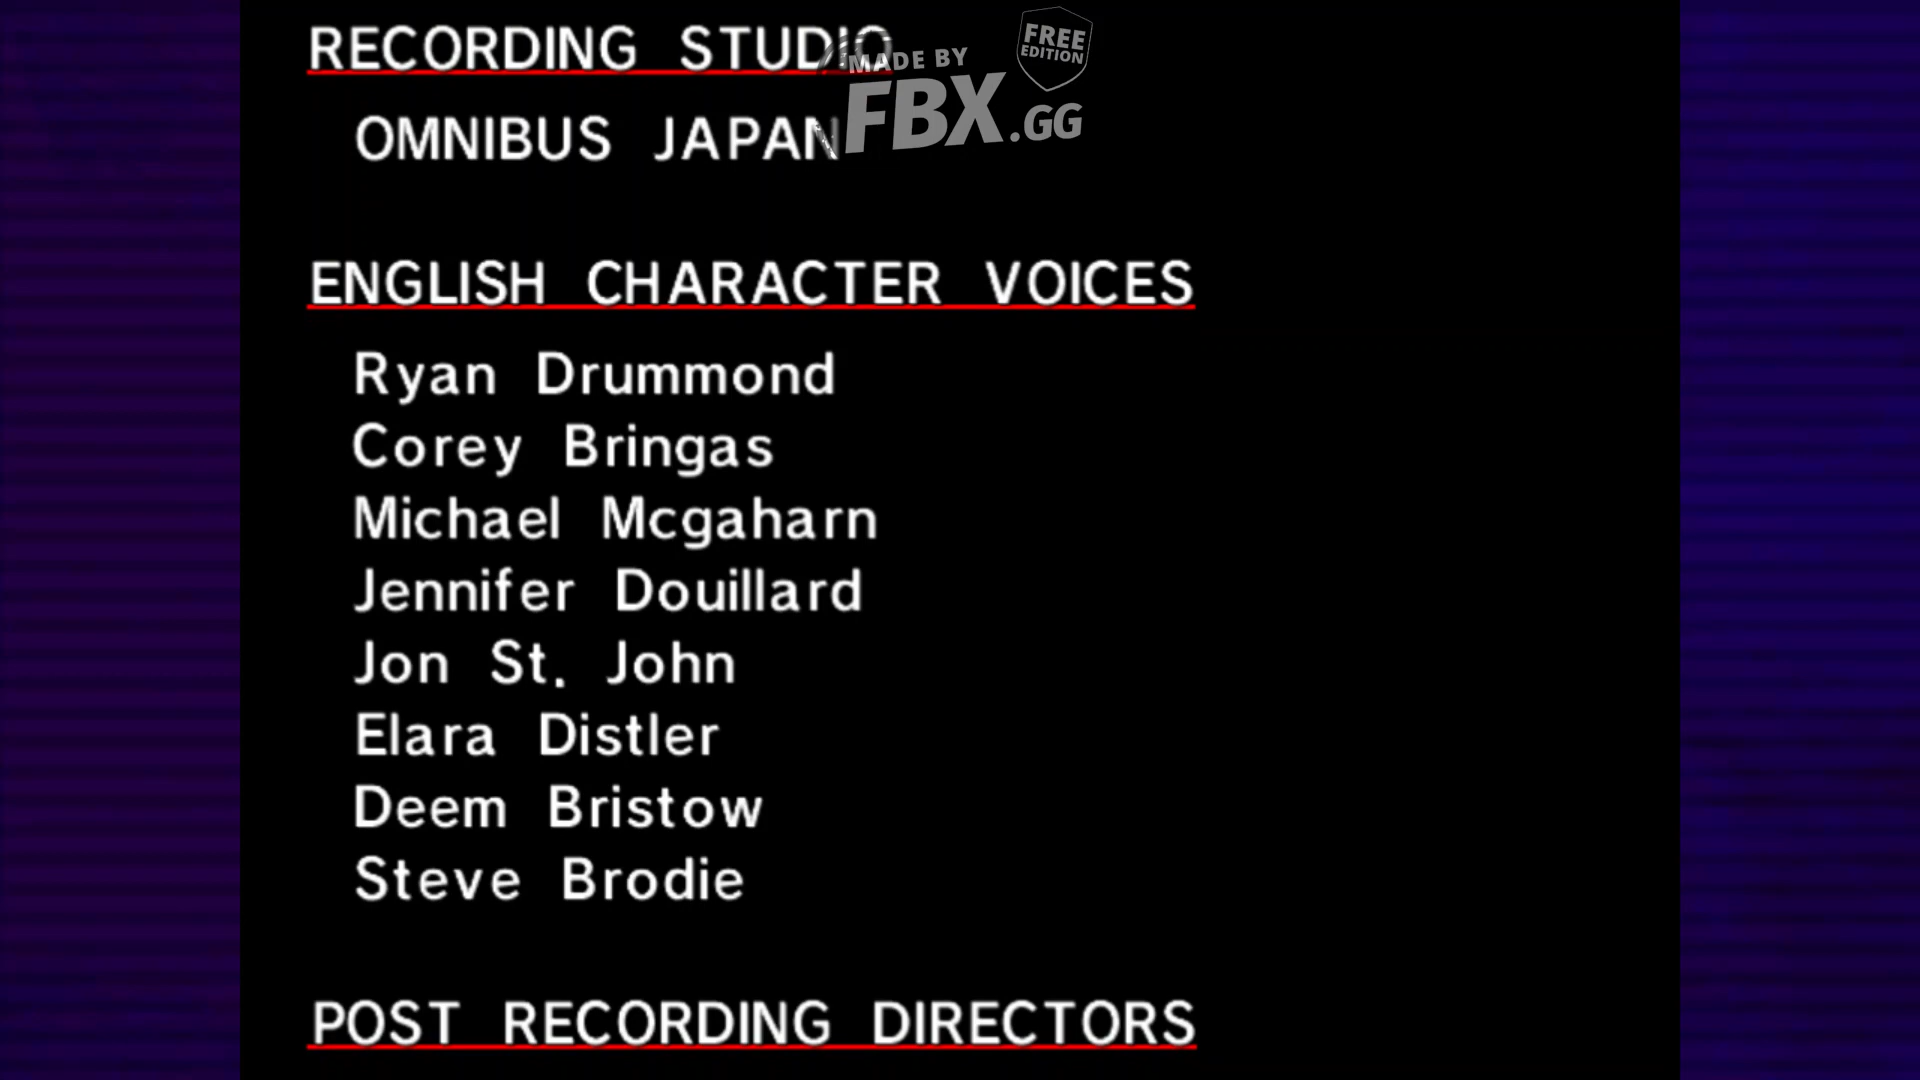 RECORDING STUDIO
MADE BY
FREE
EDITION
FBX.GG
OMNIBUS JAPAN
ENGLISH CHARACTER VOICES
Ryan Drummond
Corey Bringas
Michael Mcgaharn
Jennifer Douillard
Jon St. John
Elara Distler
Deem Bristow
Steve Brodie
POST RECORDING DIRECTORS